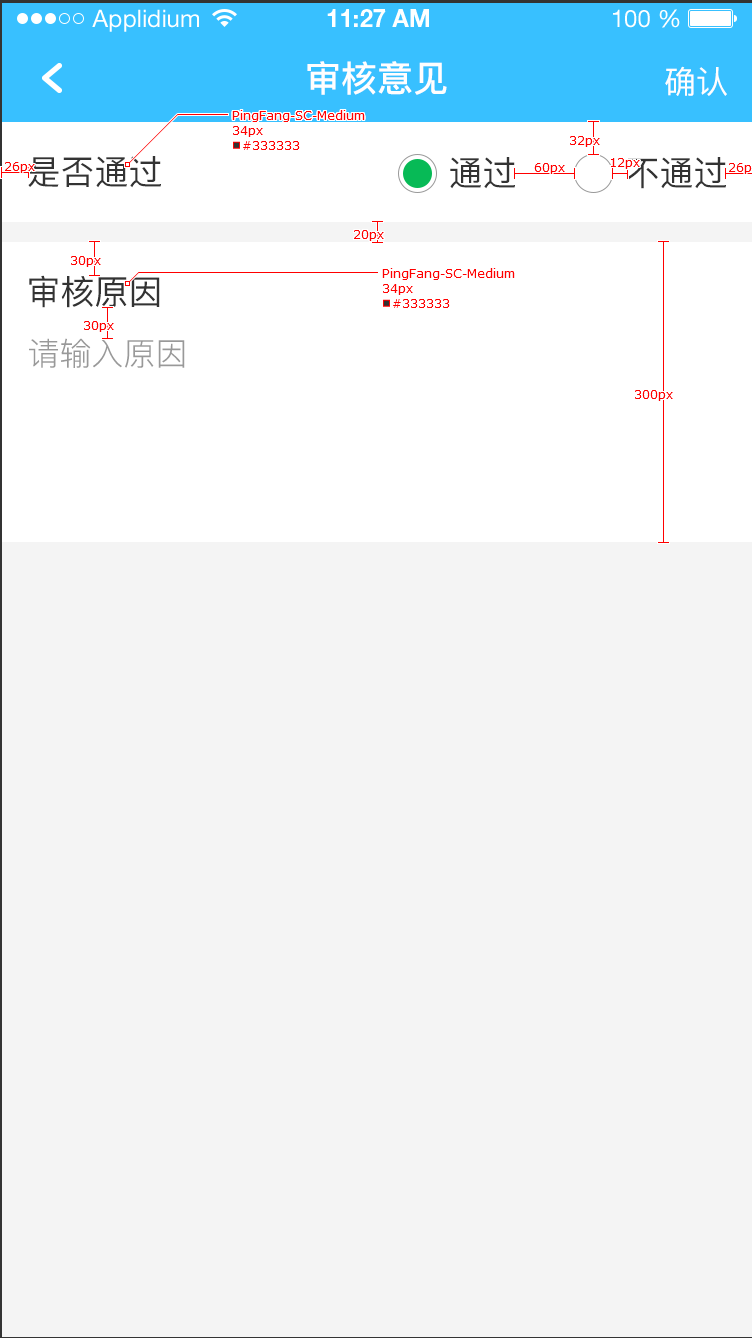 Applidium 11:27 AM 100 %
审核意见 确认
PingFang-SC-Medium
34px
#333333
32px
26px 是否通过 通过 60px 12px 不通过 26px
20px
30px
PingFang-SC-Medium
审核原因 34px
#333333
30px
请输入原因
300px